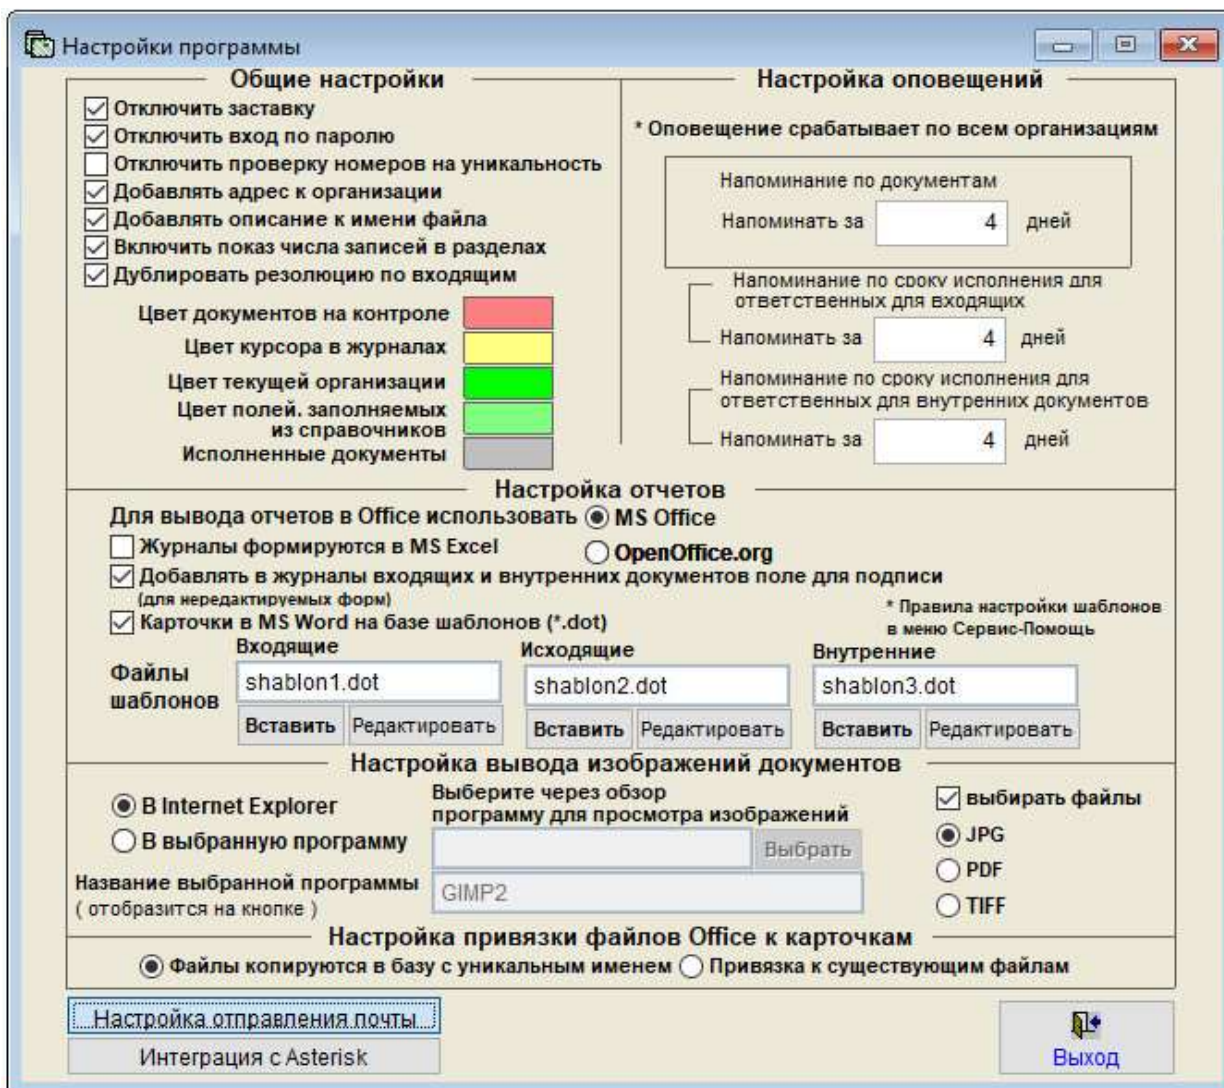 Настройки программы
Общие настройки
Отключить заставку
Отключить вход по паролю
Отключить проверку номеров на уникальность
Добавлять адрес к организации
Добавлять описание к имени файла
Включить показ числа записей в разделах
Дублировать резолюцию по входящим
Цвет документов на контроле
Цвет курсора в журналах
Цвет текущей организации
Цвет полей. заполняемых
из справочников
Исполненные документы
Настройка оповещений
* Оповещение срабатывает по всем организациям
Напоминание по документам
Напоминать за 4 дней
Напоминание по сроку исполнения для
ответственных для входящих
Напоминать за 4 дней
Напоминание по сроку исполнения для
ответственных для внутренних документов
Напоминать за 4 дней
Настройка отчетов
Для вывода отчетов в Office использовать MS Office
Журналы формируются в MS Excel OpenOffice.org
Добавлять в журналы входящих и внутренних документов поле для подписи
(для нередактируемых форм)
Карточки в MS Word на базе шаблонов (*.dot)
* Правила настройки шаблонов
в меню Сервис-Помощь
Входящие Исходящие Внутренние
Файлы
шаблонов
shablon1.dot shablon2.dot shablon3.dot
Вставить Редактировать Вставить Редактировать Вставить Редактировать
Настройка вывода изображений документов
В Internet Explorer
В выбранную программу
Выберите через обзор
программу для просмотра изображений
Выбрать
Название выбранной программы
( отобразится на кнопке )
GIMP2
выбирать файлы
JPG
PDF
TIFF
Настройка привязки файлов Office к карточкам
Файлы копируются в базу с уникальным именем Привязка к существующим файлам
Настройка отправления почты
Интеграция с Asterisk
Выход